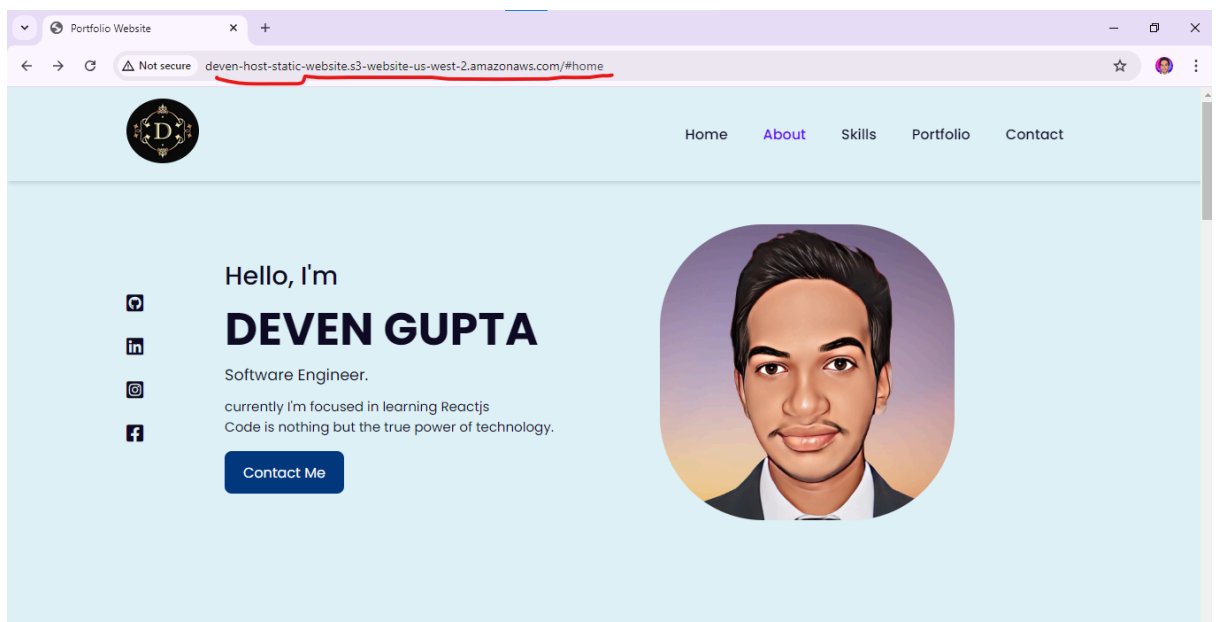 Portfolio Website
Not secure deven-host-static-website.s3-website-us-west-2.amazonaws.com/#home
D
Home About Skills Portfolio Contact
Hello, I'm
DEVEN GUPTA
Software Engineer.
currently I'm focused in learning Reactjs
Code is nothing but the true power of technology.
Contact Me